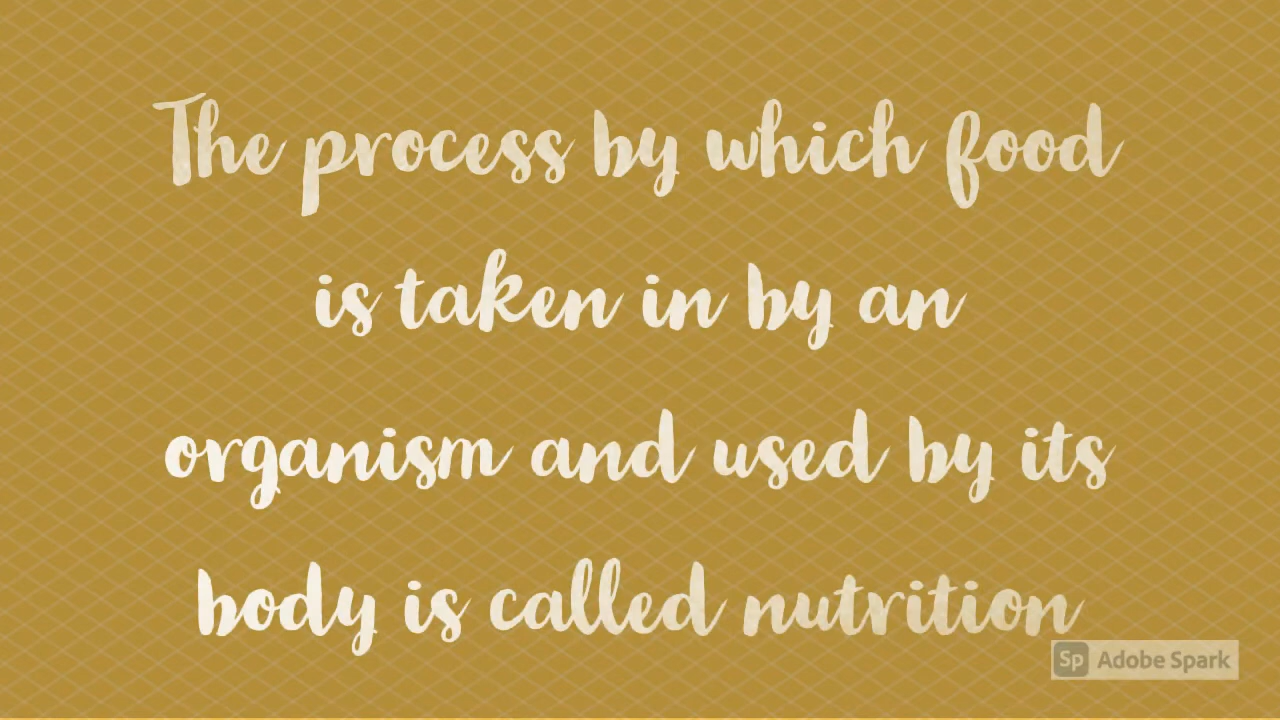 The process by which food
is taken in by an
organism and used by its
body is called nutrition
Sp Adobe Spark